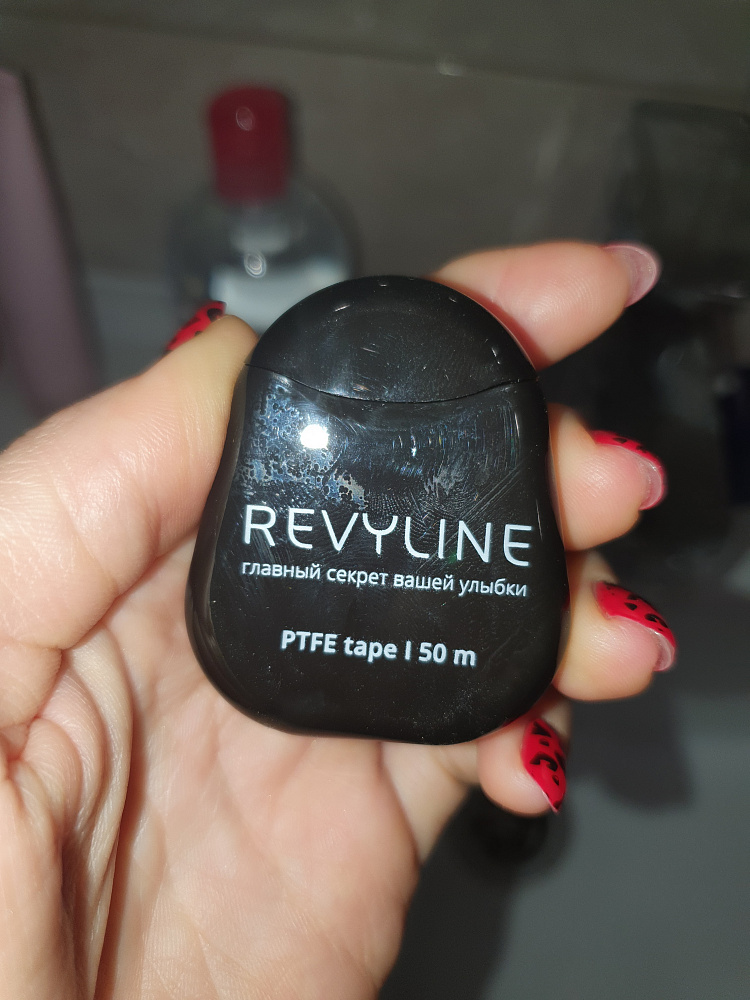 REVYLINE
главный секрет вашей улыбки
PTFE tape I 50 m